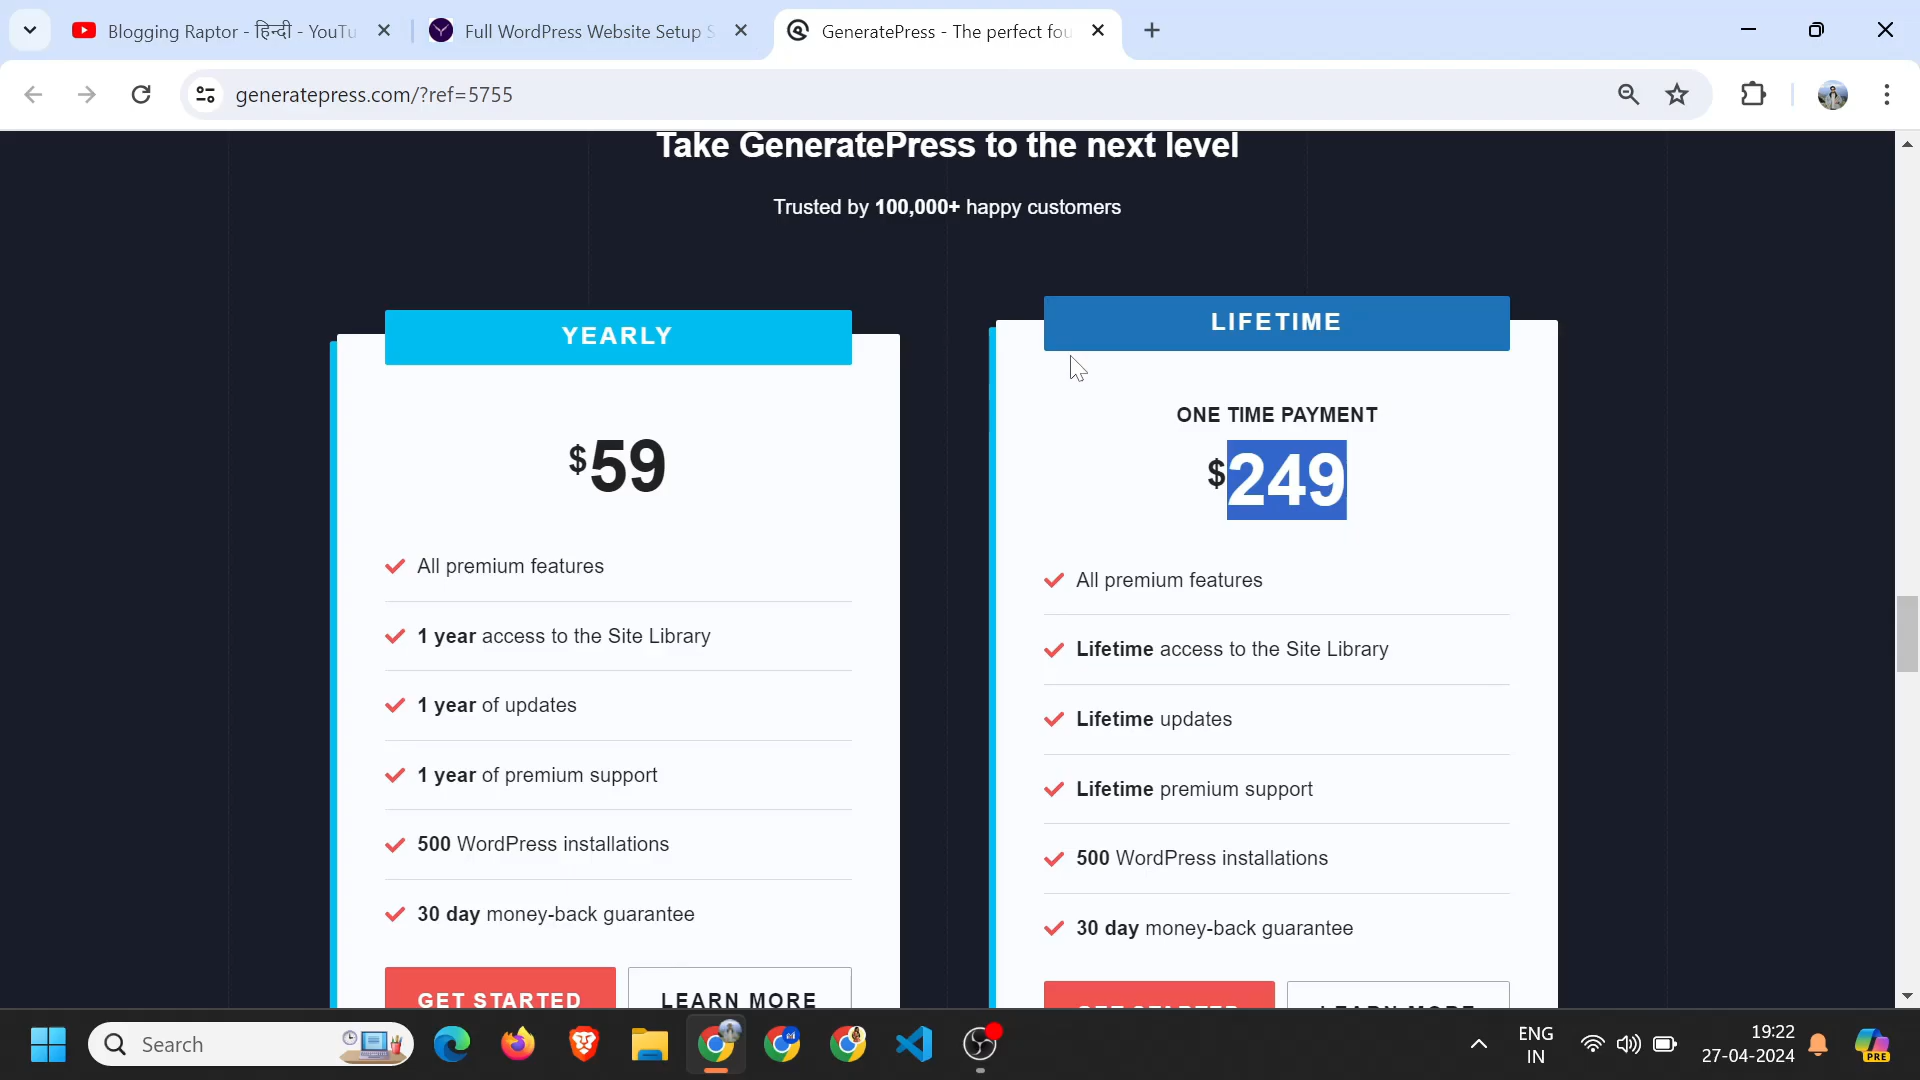 Blogging Raptor - हिन्दी - YouTu
Full WordPress Website Setup S
GeneratePress - The perfect fou
generatepress.com/?ref=5755
Take GeneratePress to the next level
Trusted by 100,000+ happy customers
YEARLY
$59
All premium features
1 year access to the Site Library
1 year of updates
1 year of premium support
500 WordPress installations
30 day money-back guarantee
GET STARTED
LEARN MORE
LIFETIME
ONE TIME PAYMENT
$249
All premium features
Lifetime access to the Site Library
Lifetime updates
Lifetime premium support
500 WordPress installations
30 day money-back guarantee
GET STARTED
LEARN MORE
Search
ENG
IN
19:22
27-04-2024
PRE